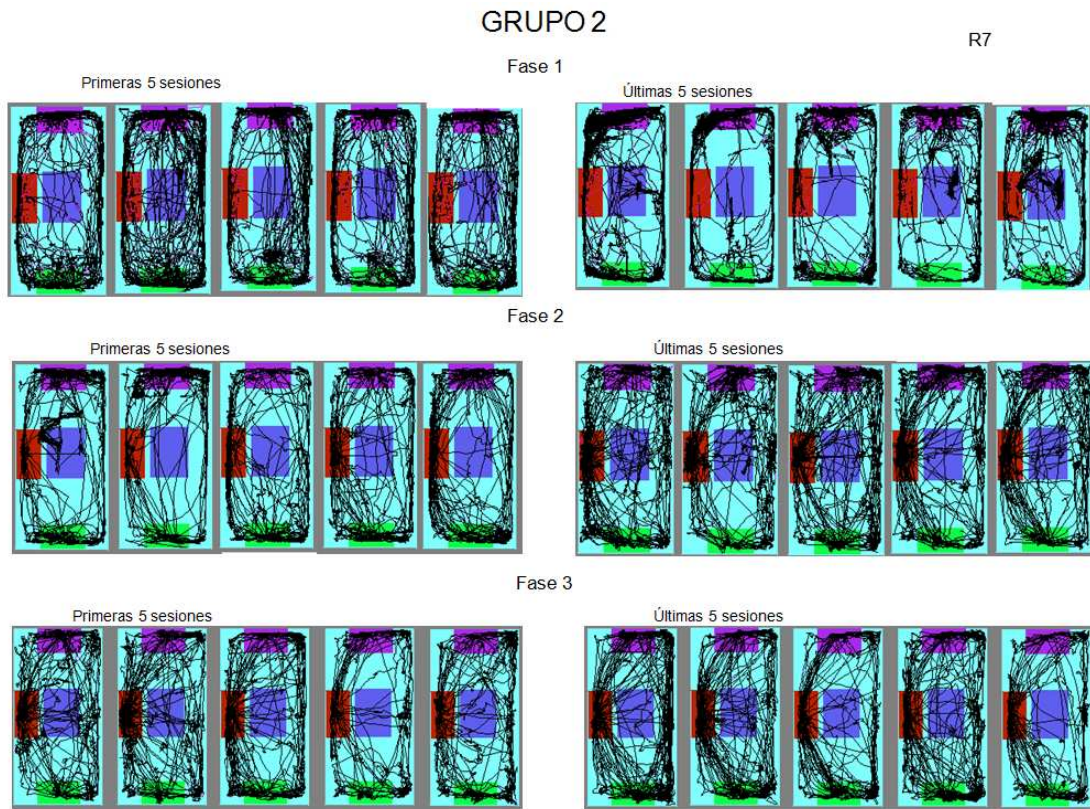 GRUPO 2
R7
Fase 1
Primeras 5 sesiones
Últimas 5 sesiones
Fase 2
Primeras 5 sesiones
Últimas 5 sesiones
Fase 3
Primeras 5 sesiones
Últimas 5 sesiones